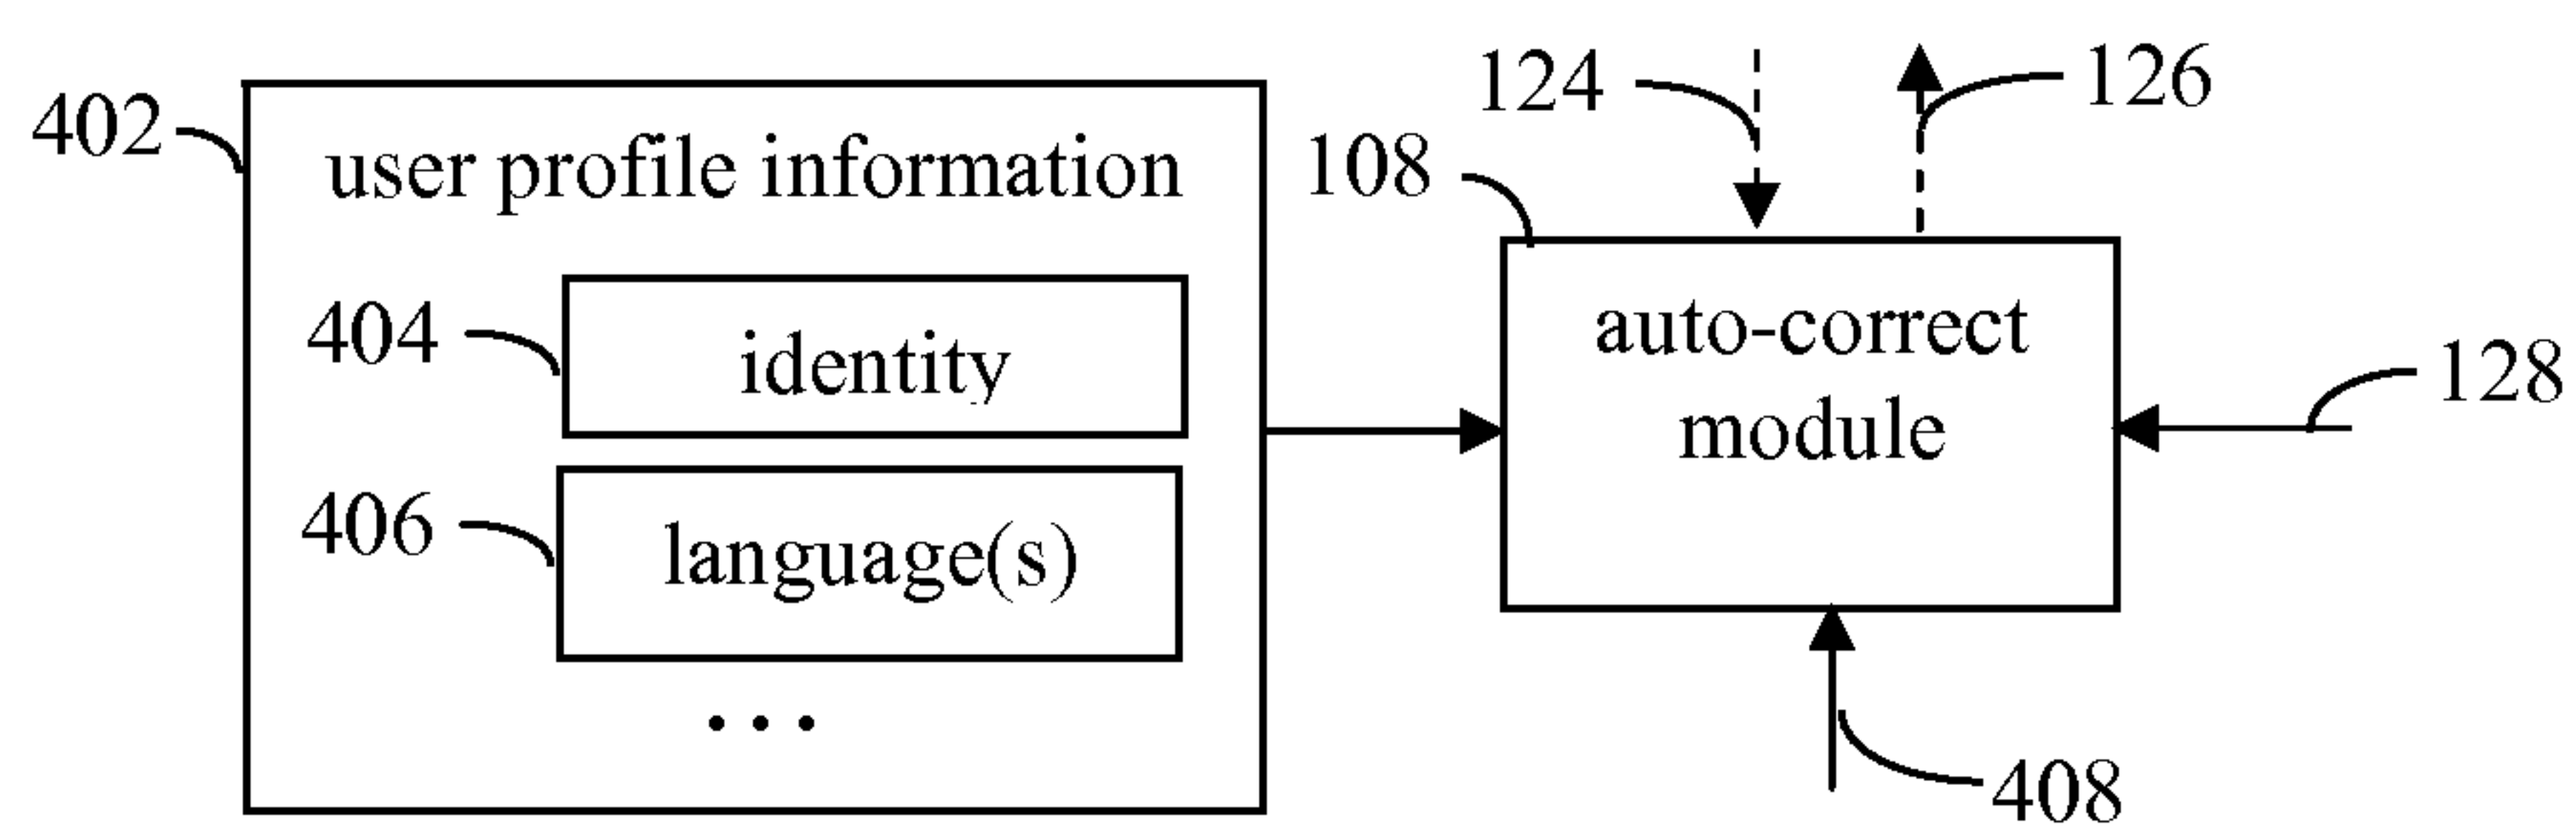 402
user profile information
404
identity
406
language(s)
...
124
126
108
auto-correct
module
128
408